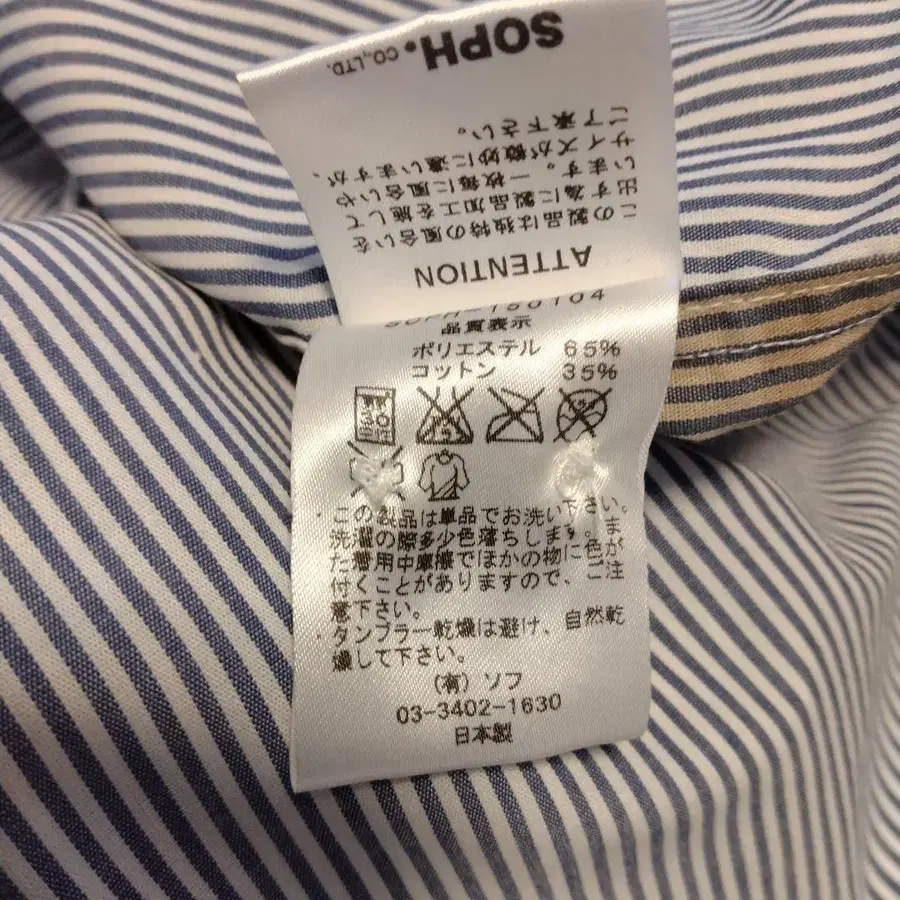 SOPH.
CO.,LTD.
ATTENTION
この製品は独特の風合いを
出す為に製品加工を施して
います。一枚毎に風合いや
サイズが微妙に違いますが、
ご了承下さい。
SOPH-150104
品質表示
ポリエステル 65%
コットン 35%
・この製品は単品でお洗い下さい。
洗濯の際多少色落ちします。ま
た着用中摩擦でほかの物に色が
付くことがありますので、ご注
意下さい。
・タンブラー乾燥は避け、自然乾
燥して下さい。
(有)ソフ
03-3402-1630
日本製